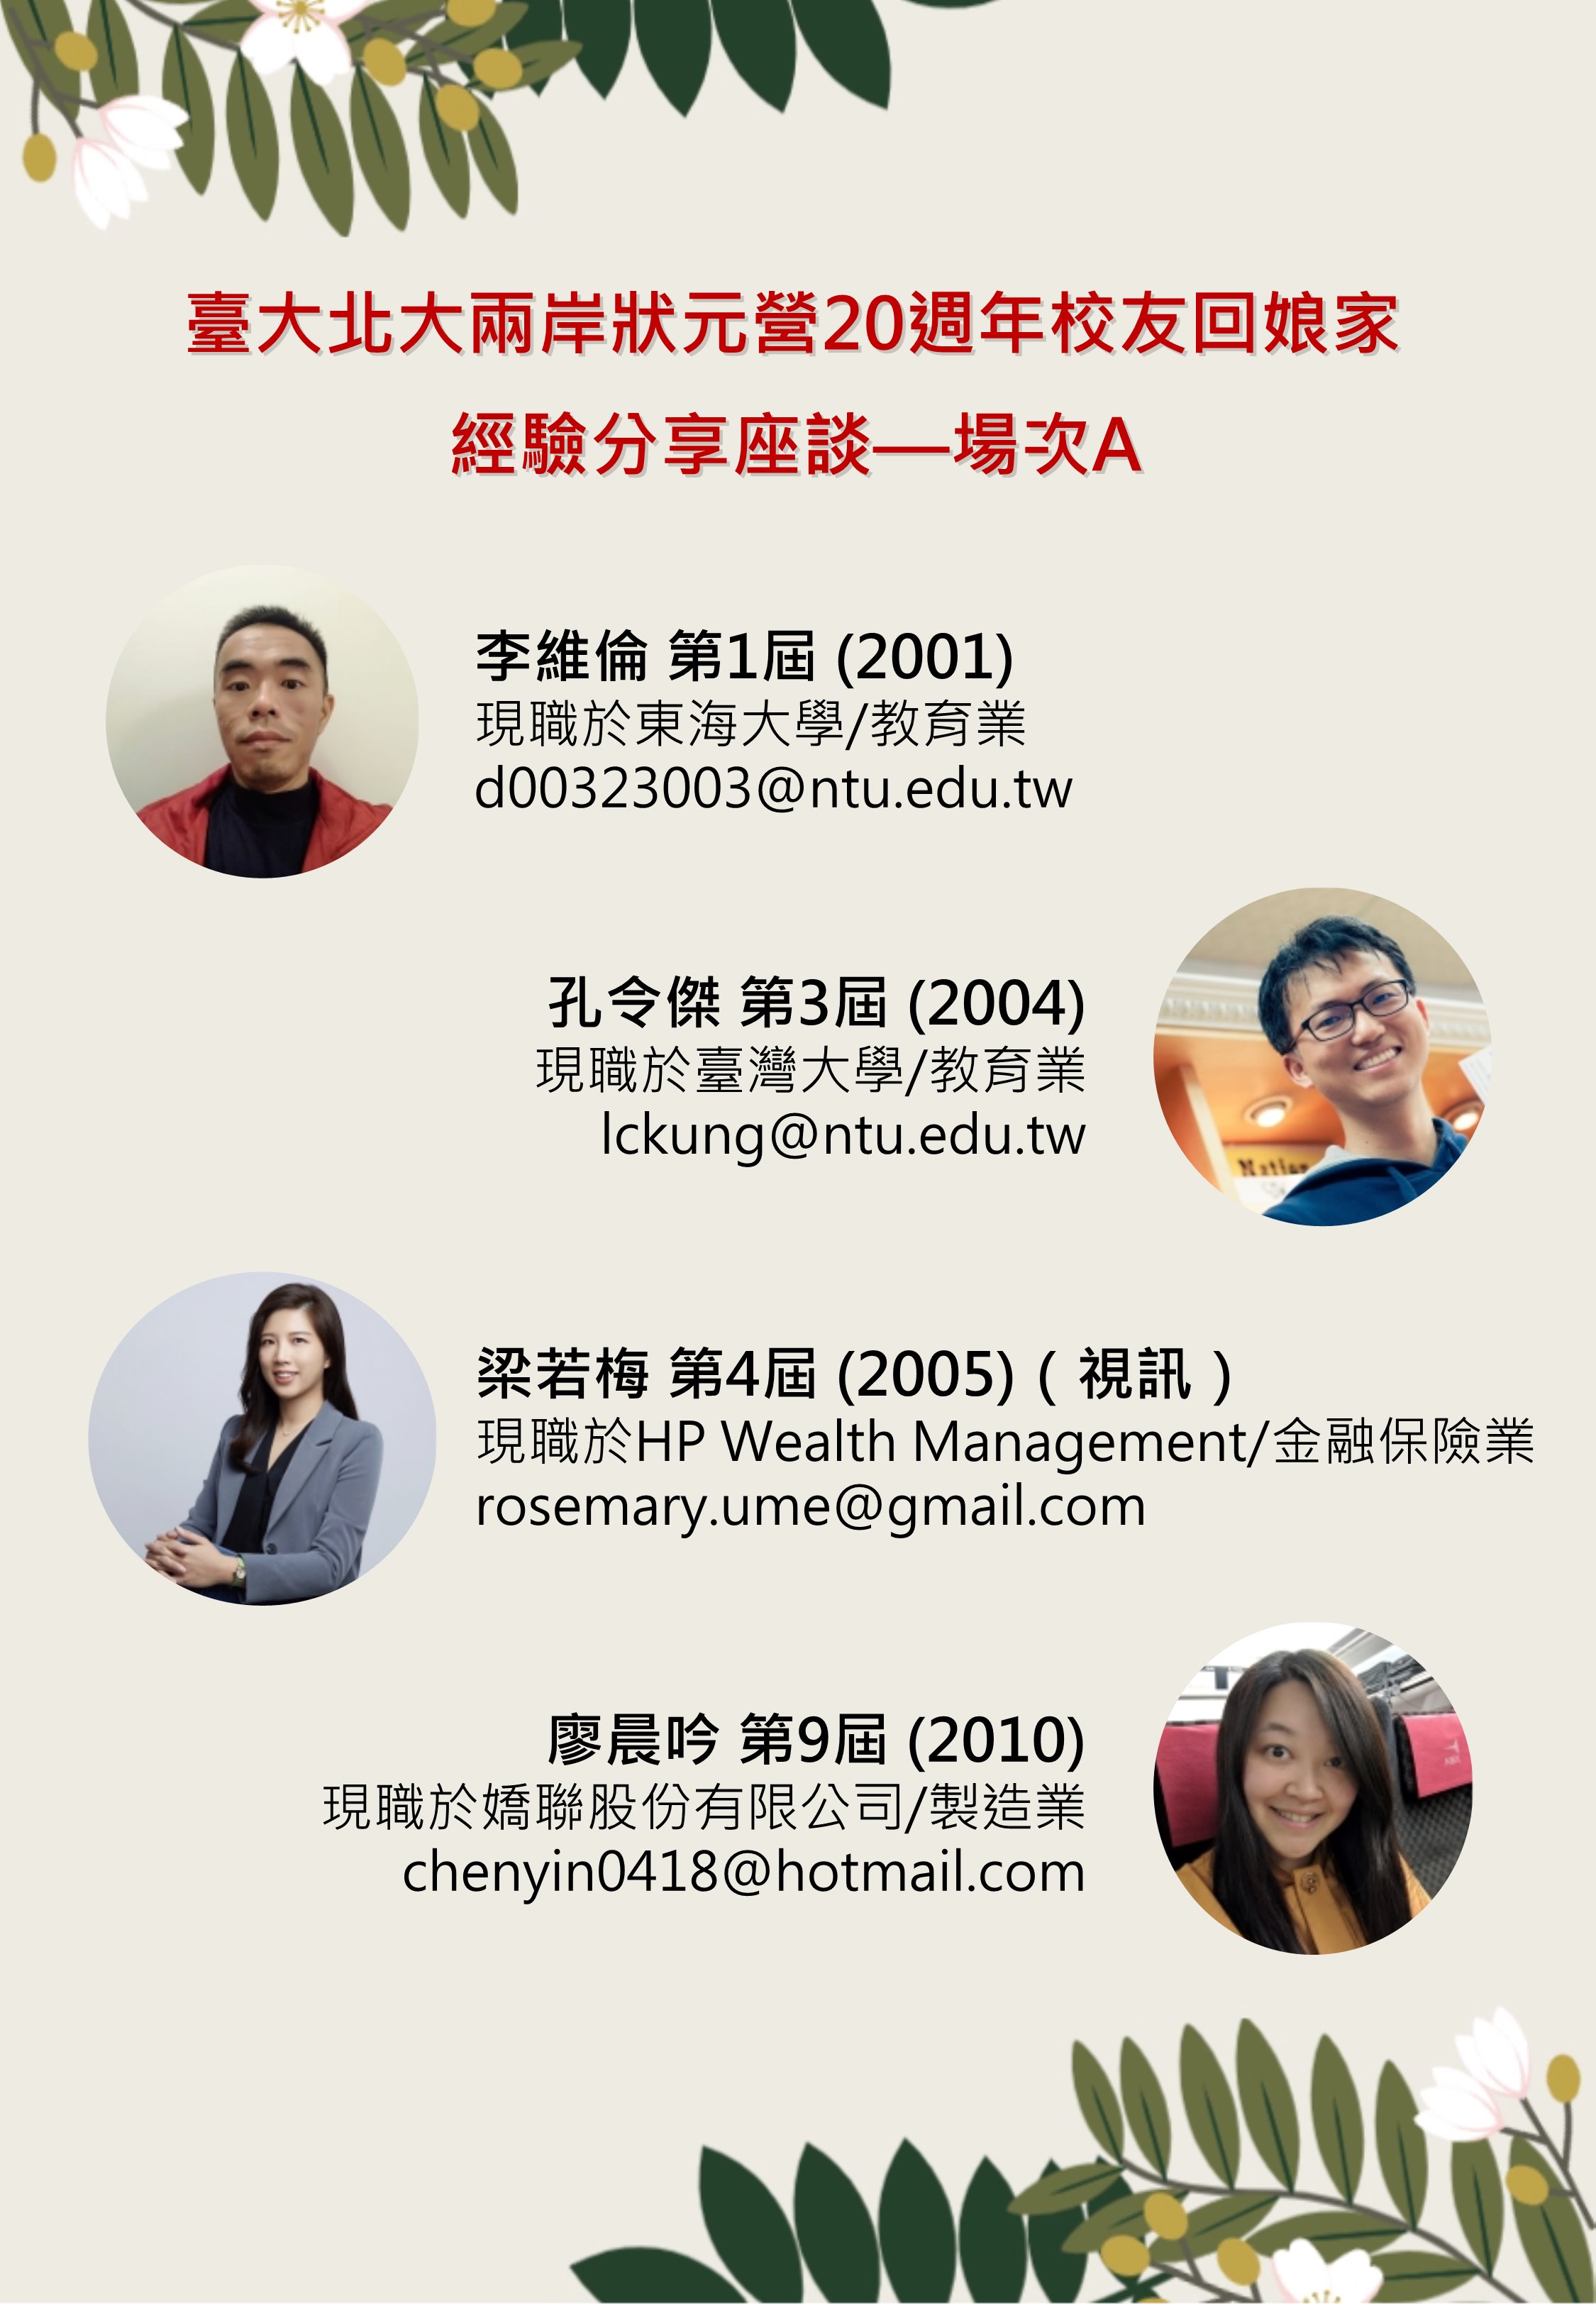 臺大北大兩岸狀元營20週年校友回娘家
經驗分享座談—場次A
李維倫 第1屆 (2001)
現職於東海大學/教育業
d00323003@ntu.edu.tw
孔令傑 第3屆 (2004)
現職於臺灣大學/教育業
lckung@ntu.edu.tw
Nation
梁若梅 第4屆 (2005)（視訊）
現職於HP Wealth Management/金融保險業
rosemary.ume@gmail.com
廖晨吟 第9屆 (2010)
現職於嬌聯股份有限公司/製造業
chenyin0418@hotmail.com